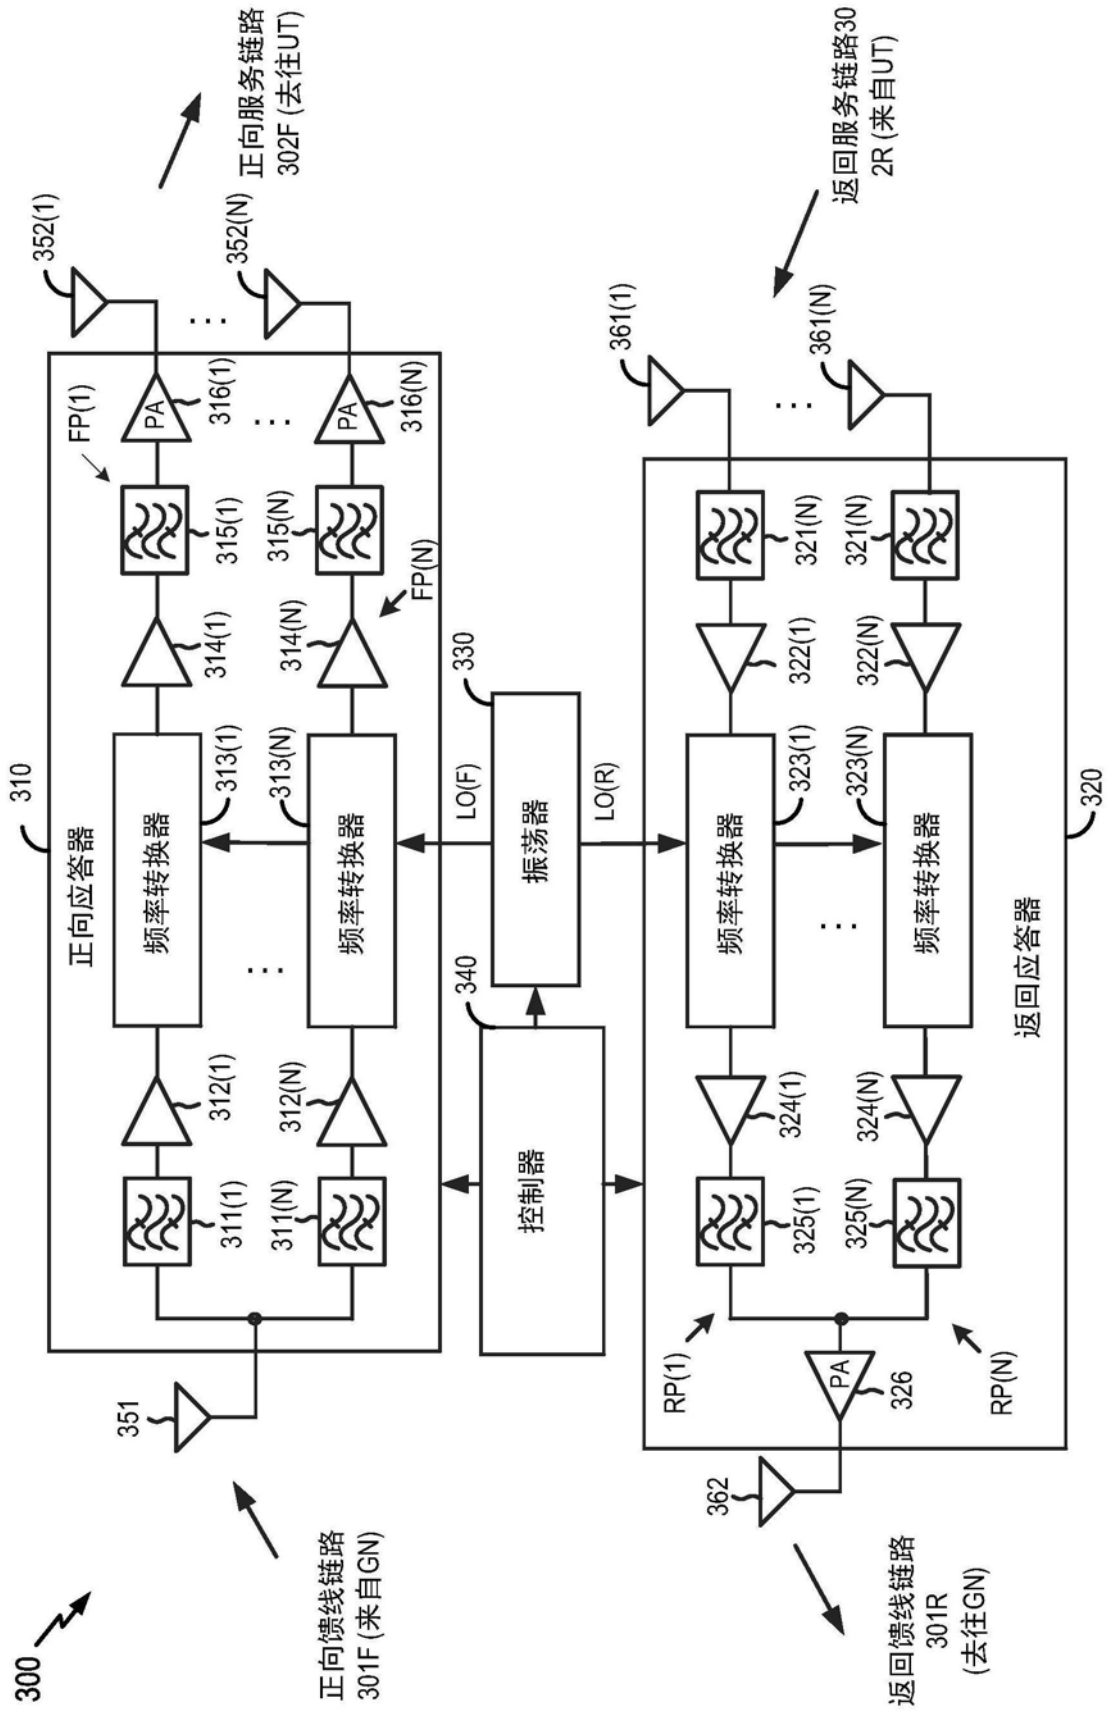 300
正向馈线链路
301F (来自GN)
351
310
正向应答器
311(1)
312(1)
频率转换器
313(1)
314(1)
FP(1)
315(1)
PA
316(1)
352(1)
正向服务链路
302F (去往UT)
...
...
...
311(N)
312(N)
频率转换器
313(N)
314(N)
FP(N)
315(N)
PA
316(N)
352(N)
控制器
340
振荡器
330
LO(F)
LO(R)
返回服务链路30
2R (来自UT)
361(1)
321(N)
322(1)
频率转换器
323(1)
324(1)
325(1)
RP(1)
...
...
361(N)
321(N)
322(N)
频率转换器
323(N)
324(N)
325(N)
RP(N)
PA
326
362
返回应答器
320
返回馈线链路
301R
(去往GN)